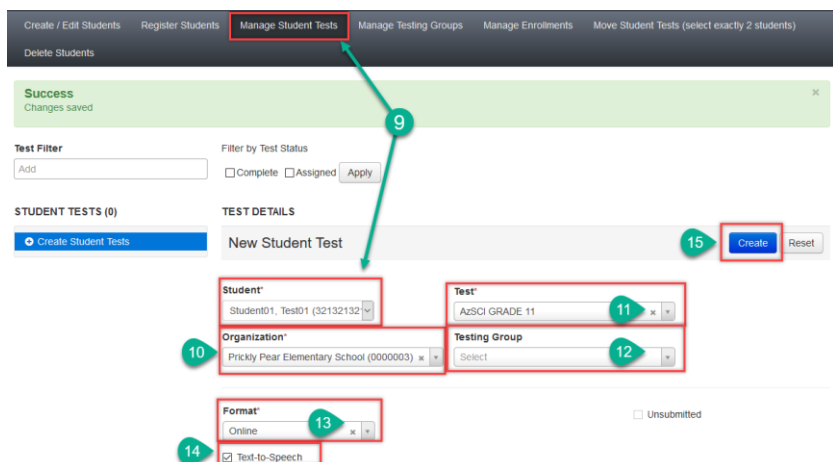 Create / Edit Students Register Students Manage Student Tests Manage Testing Groups Manage Enrollments Move Student Tests (select exactly 2 students)
Delete Students
Success ×
Changes saved
9
Test Filter Filter by Test Status
Add Complete Assigned Apply
STUDENT TESTS (0) TEST DETAILS
Create Student Tests New Student Test 15 Create Reset
Student* Test*
Student01, Test01 (32132132 AzSCI GRADE 11 11 ×
Organization* Testing Group
10 Prickly Pear Elementary School (0000003) × Select 12
Format* Unsubmitted
Online 13 ×
14 Text-to-Speech